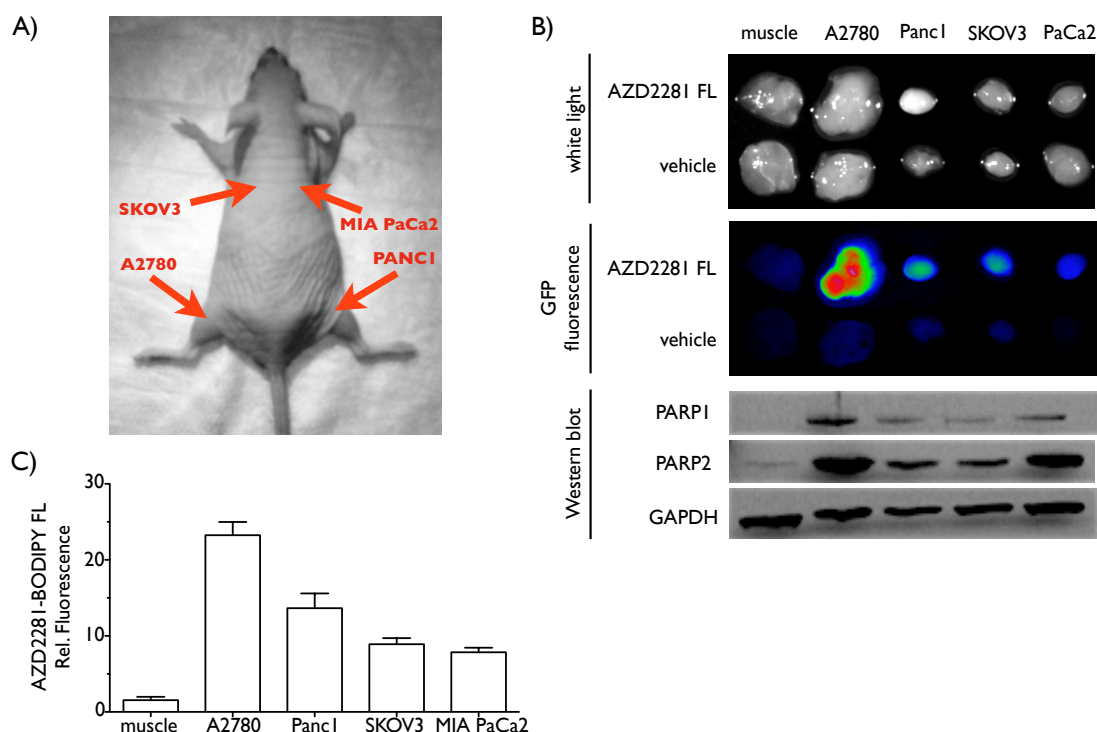 A)
SKOV3
MIA PaCa2
A2780
PANC1
B)
muscle A2780 Panc1 SKOV3 PaCa2
white light
AZD2281 FL
vehicle
GFP
fluorescence
AZD2281 FL
vehicle
Western blot
PARP1
PARP2
GAPDH
C)
AZD2281-BODIPY FL
Rel. Fluorescence
30
20
10
0
muscle A2780 Panc1 SKOV3 MIA PaCa2